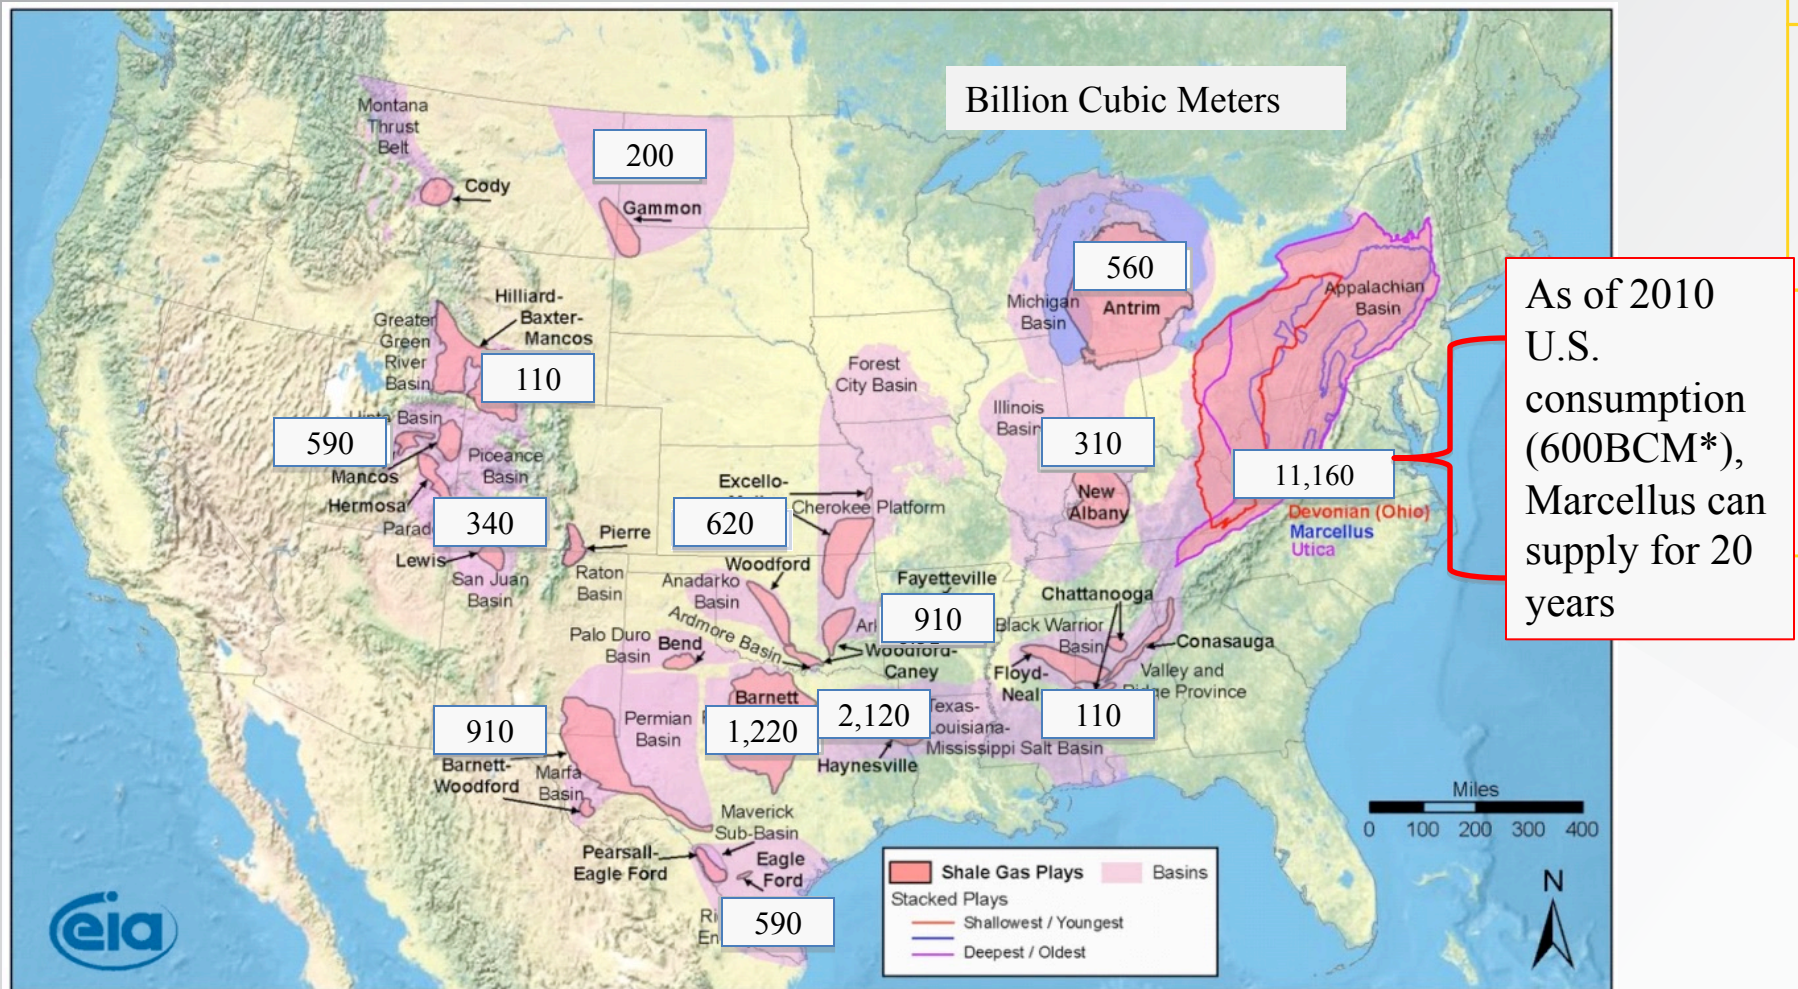 Billion Cubic Meters
Montana
Thrust
Belt
Cody
200
Gammon
560
Michigan
Basin
Antrim
Appalachian
Basin
As of 2010
U.S.
consumption
(600BCM*),
Marcellus can
supply for 20
years
Hilliard-
Baxter-
Mancos
Greater
Green
River
Basin
110
Forest
City Basin
Illinois
Basin
310
590
Basin
Mancos
Hermosa
Piceance
Basin
11,160
Devonian (Ohio)
Marcellus
Utica
New
Albany
Excello-
Cherokee Platform
620
340
Lewis
San Juan
Basin
Pierre
Raton
Basin
Woodford
Anadarko
Basin
Fayetteville
910
Chattanooga
Ardmore Basin
Palo Duro
Basin
Bend
Woodford-
Caney
Black Warrior
Basin
Conasauga
Floyd-
Neal
Valley and
Ridge Province
110
Barnett
1,220
2,120
Texas-
Louisiana-
Mississippi Salt Basin
Haynesville
Permian
Basin
910
Barnett-
Woodford
Marfa
Basin
Maverick
Sub-Basin
Pearsall-
Eagle Ford
Eagle
Ford
590
Miles
0 100 200 300 400
N
Shale Gas Plays
Basins
Stacked Plays
Shallowest / Youngest
Deepest / Oldest
eia